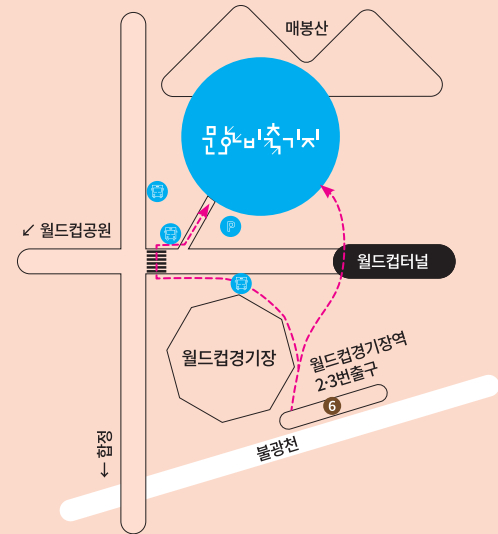 매봉산
문화비축기지
P
↙ 월드컵공원
월드컵터널
월드컵경기장
월드컵경기장역
2·3번출구
6
불광천
← 합정